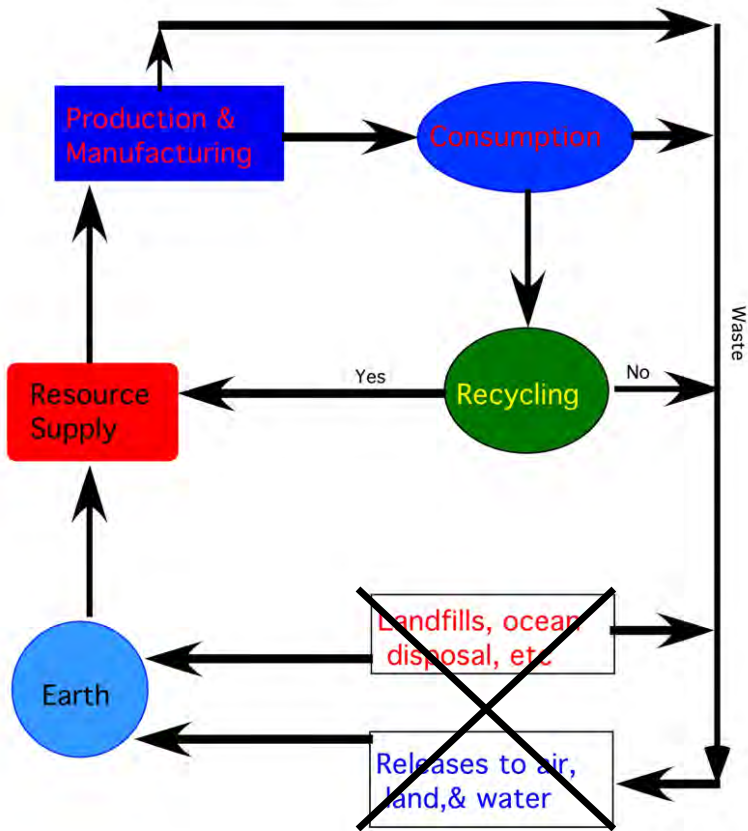 Production &
Manufacturing
Consumption
Waste
Resource
Supply
Yes
Recycling
No
Landfills, ocean
disposal, etc
Earth
Releases to air,
land,& water